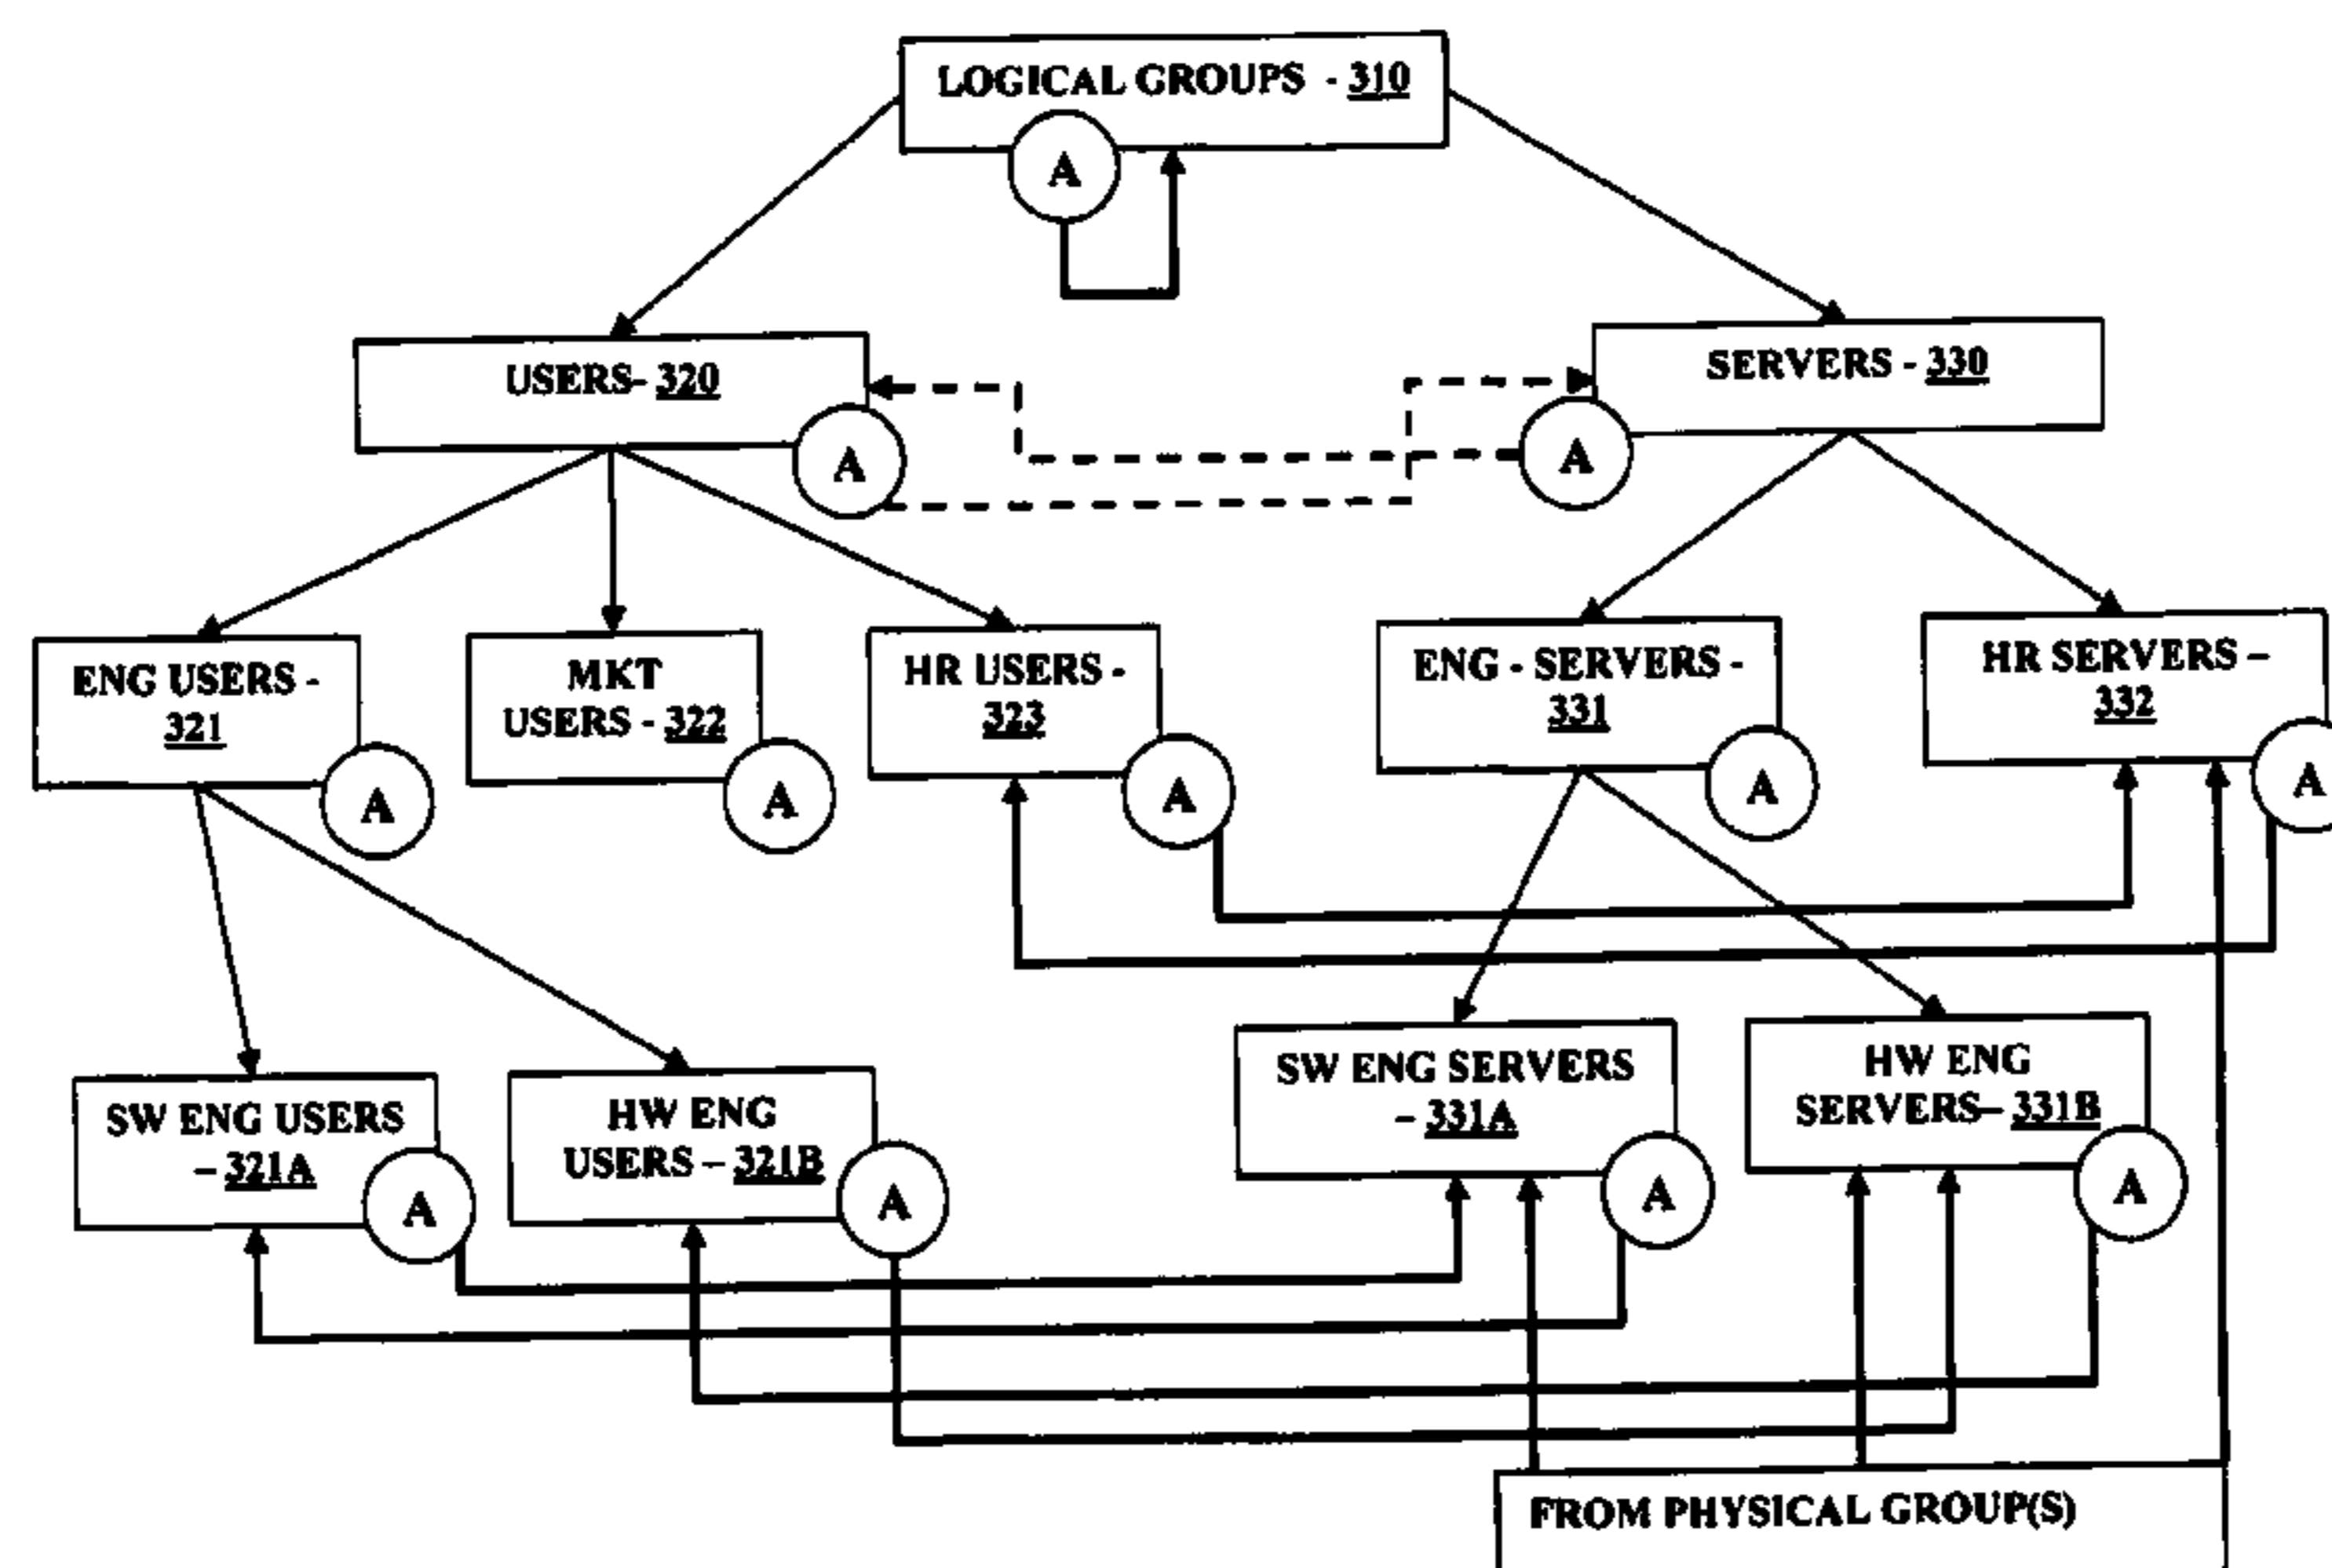 LOGICAL GROUPS - 310
A
USERS- 320
A
SERVERS - 330
A
ENG USERS -
321
A
MKT
USERS - 322
A
HR USERS -
323
A
ENG - SERVERS -
331
A
HR SERVERS –
332
A
SW ENG USERS
– 321A
A
HW ENG
USERS – 321B
A
SW ENG SERVERS
– 331A
A
HW ENG
SERVERS– 331B
A
FROM PHYSICAL GROUP(S)